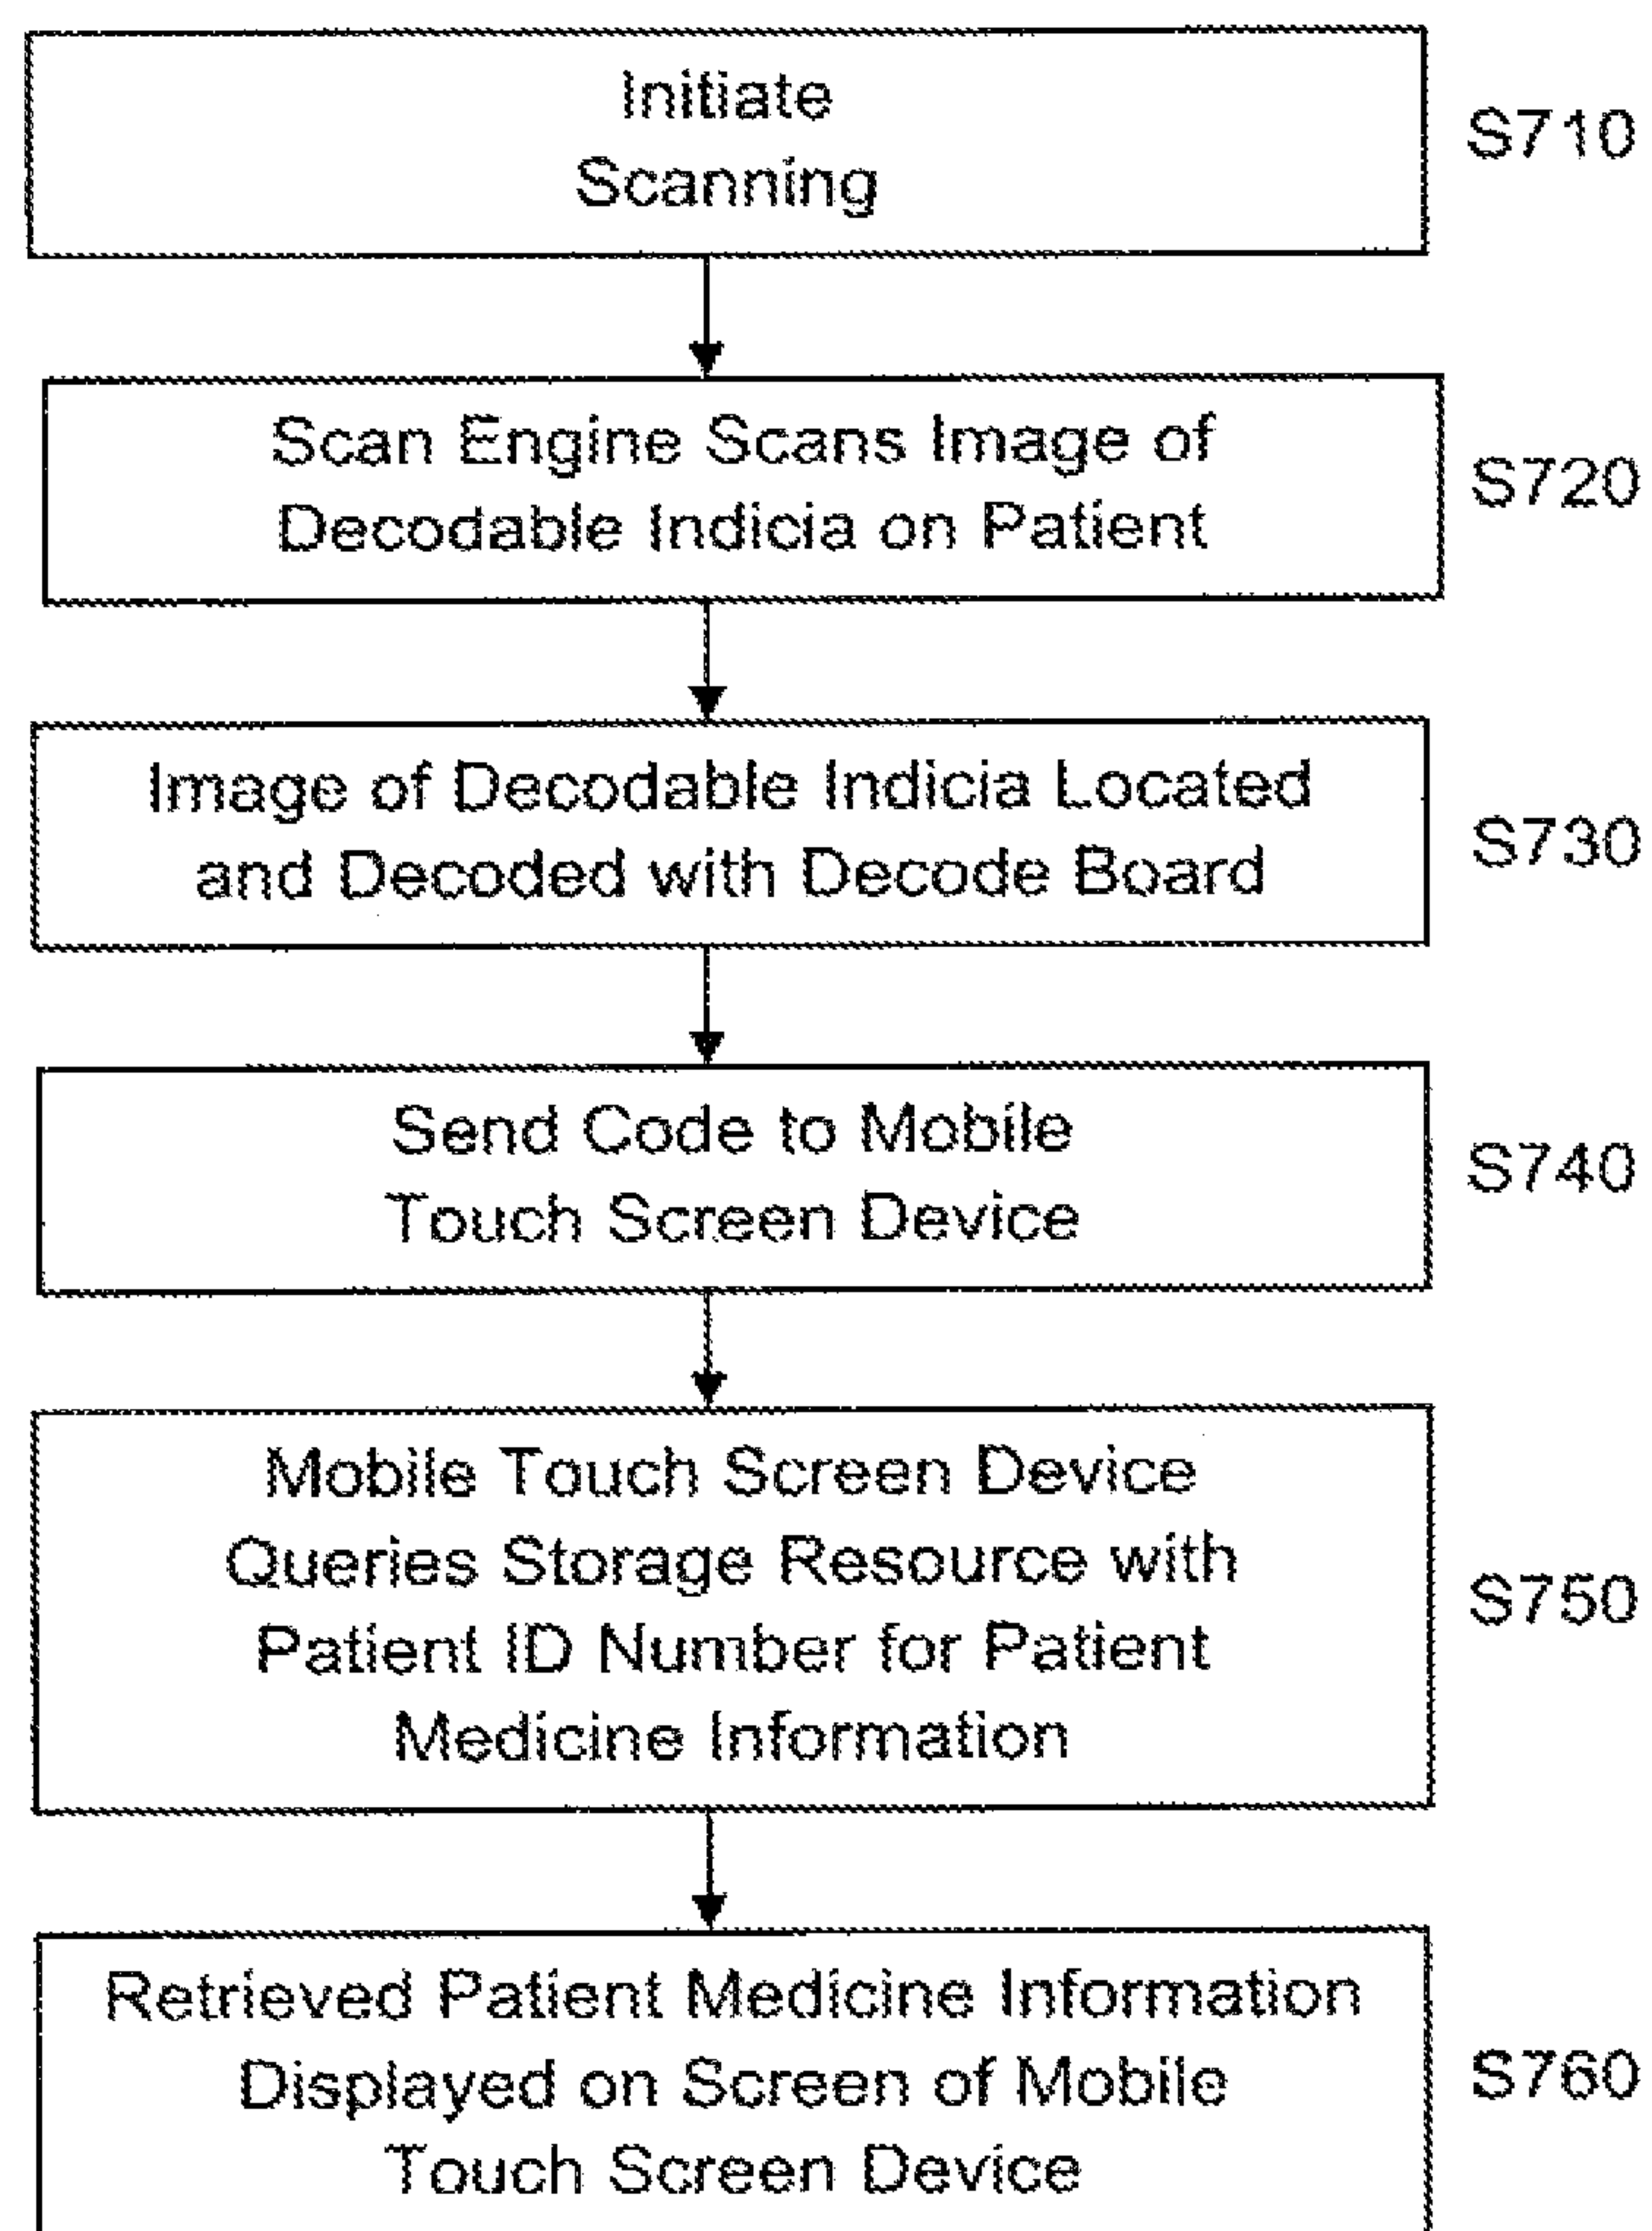 Initiate
Scanning
S710
Scan Engine Scans Image of
Decodable Indicia on Patient
S720
Image of Decodable Indicia Located
and Decoded with Decode Board
S730
Send Code to Mobile
Touch Screen Device
S740
Mobile Touch Screen Device
Queries Storage Resource with
Patient ID Number for Patient
Medicine Information
S750
Retrieved Patient Medicine Information
Displayed on Screen of Mobile
Touch Screen Device
S760